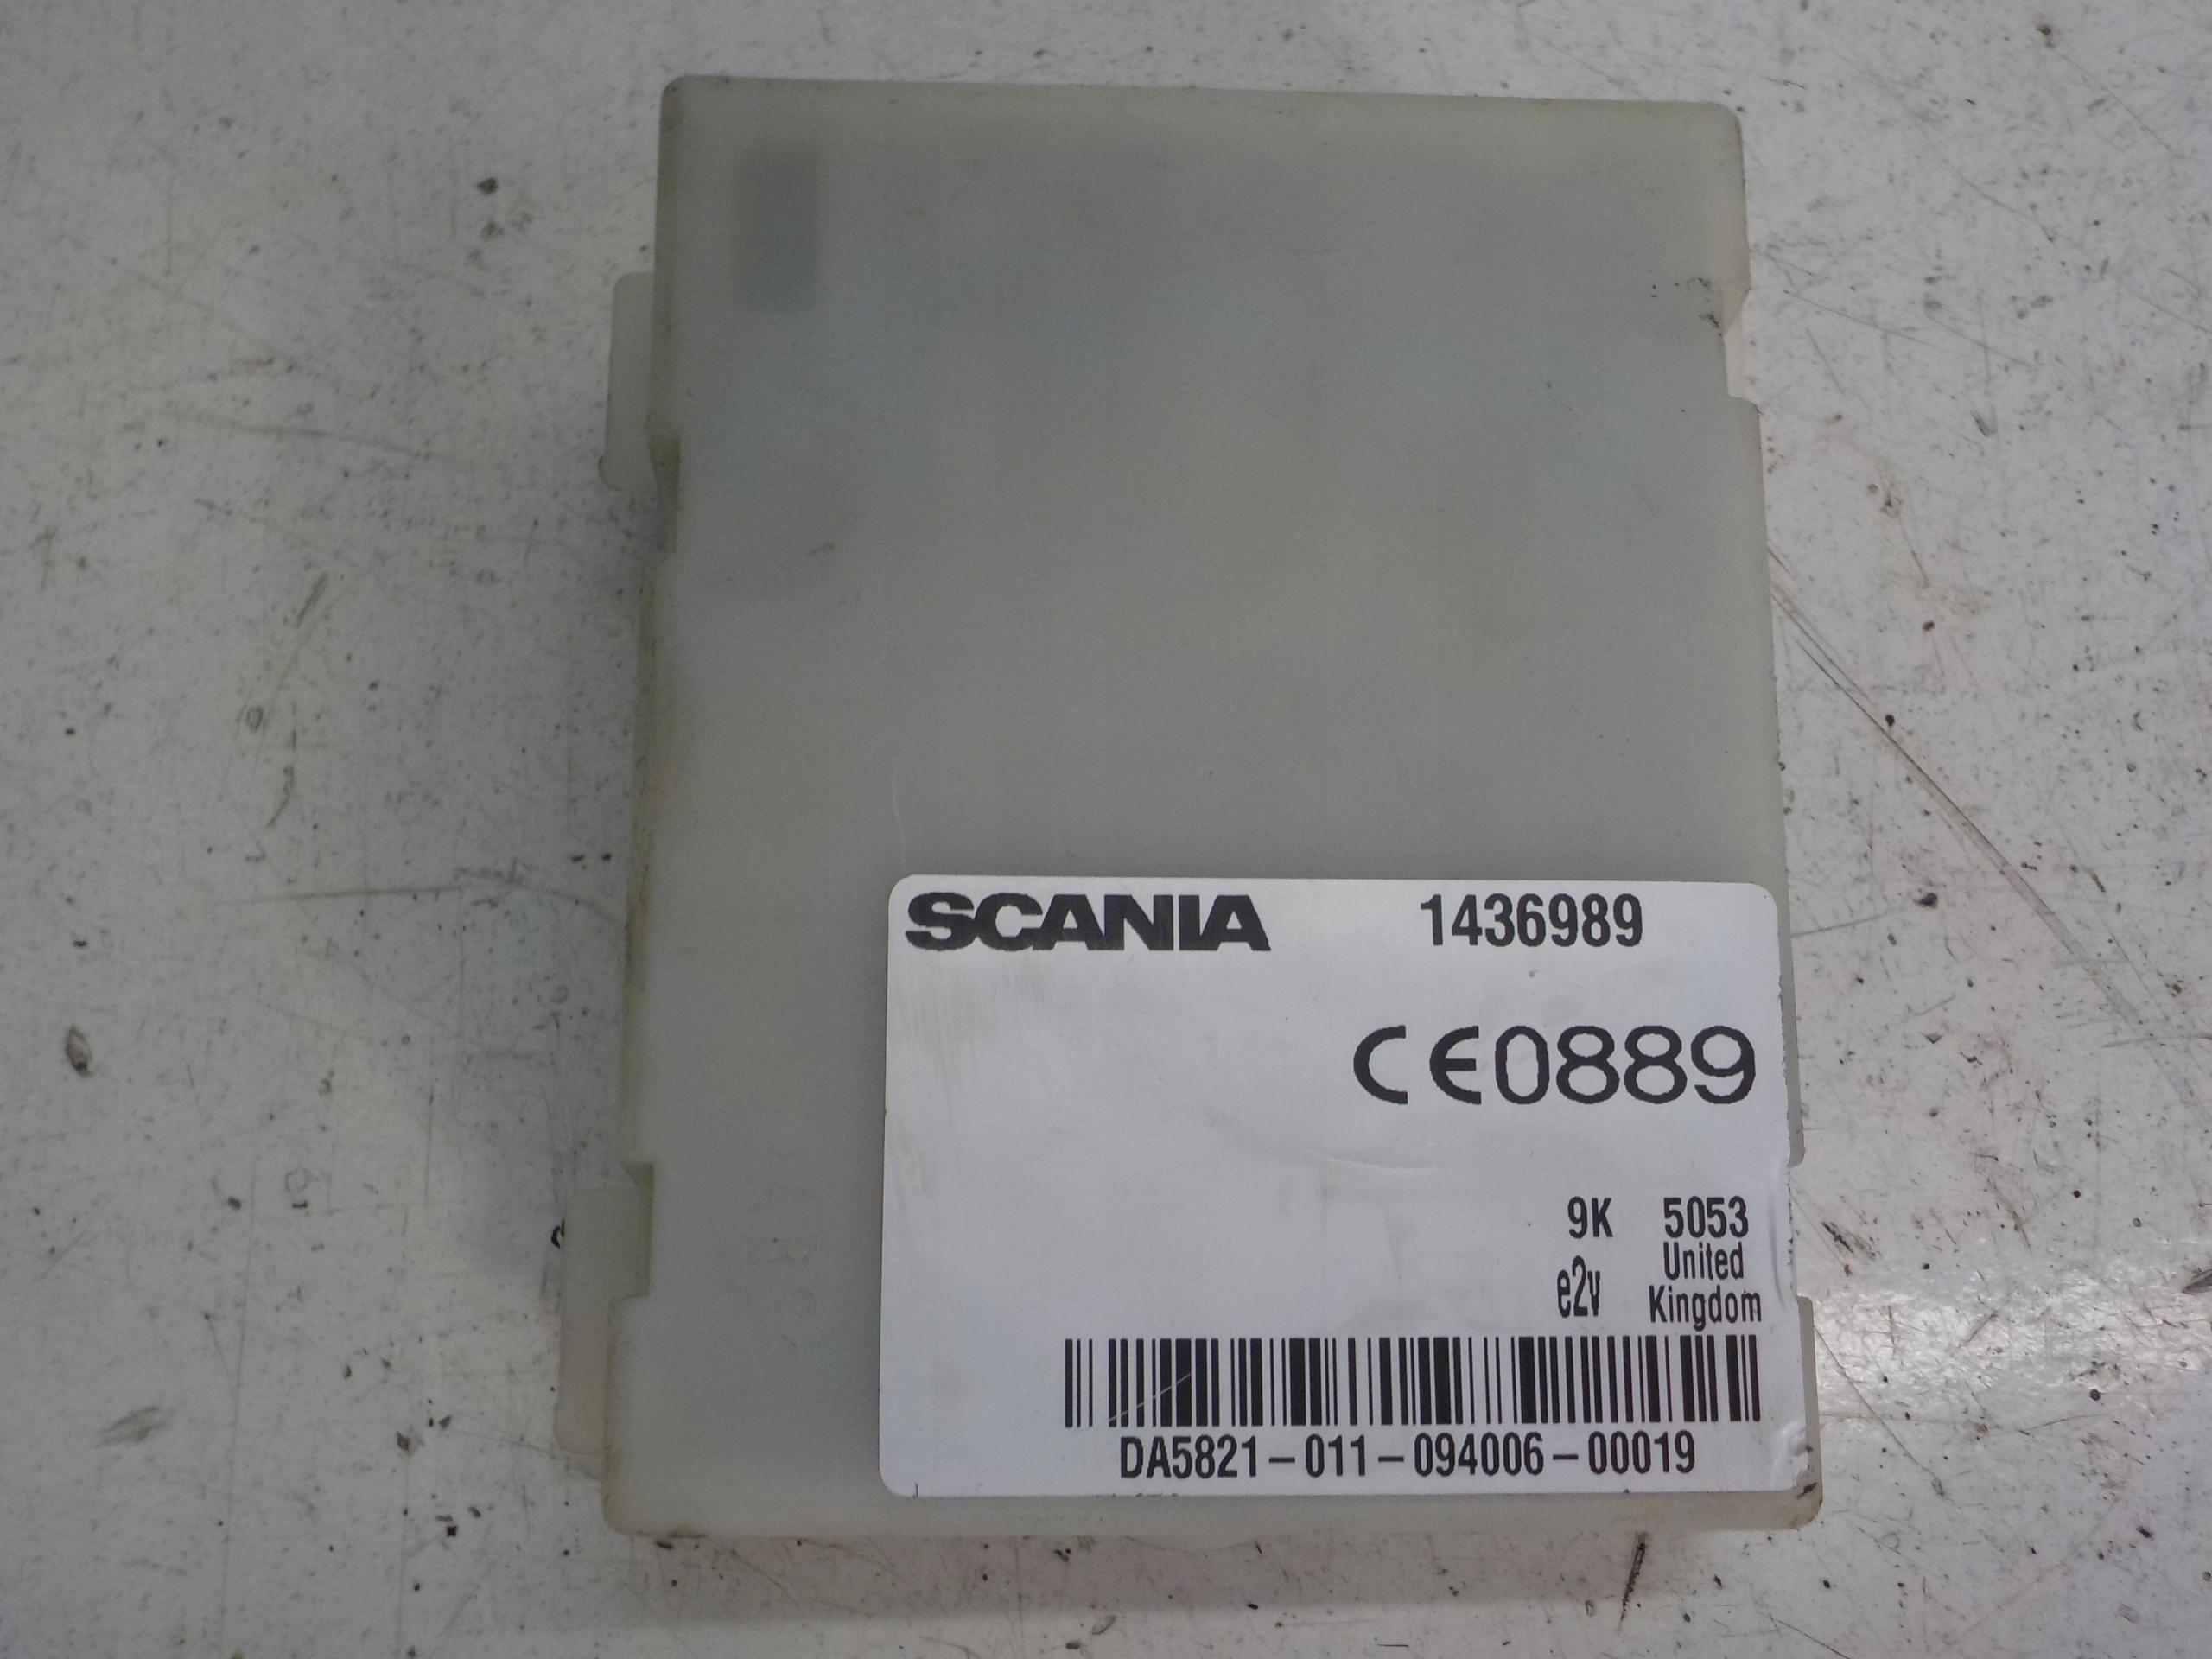 SCANIA 1436989
CE0889
9K 5053
e2v United
Kingdom
DA5821-011-094006-00019